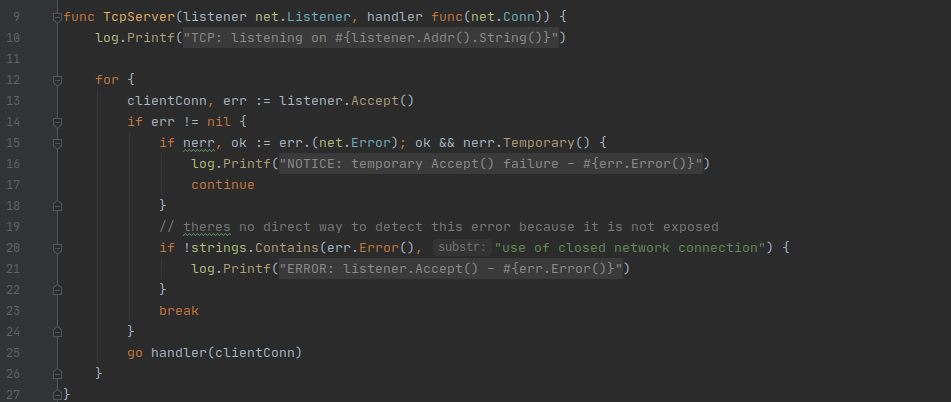 9 func TcpServer(listener net.Listener, handler func(net.Conn)) {
10 log.Printf("TCP: listening on #{listener.Addr().String()}")
11
12 for {
13 clientConn, err := listener.Accept()
14 if err != nil {
15 if nerr, ok := err.(net.Error); ok && nerr.Temporary() {
16 log.Printf("NOTICE: temporary Accept() failure - #{err.Error()}")
17 continue
18 }
19 // theres no direct way to detect this error because it is not exposed
20 if !strings.Contains(err.Error(), substr: "use of closed network connection") {
21 log.Printf("ERROR: listener.Accept() - #{err.Error()}")
22 }
23 break
24 }
25 go handler(clientConn)
26 }
27 }